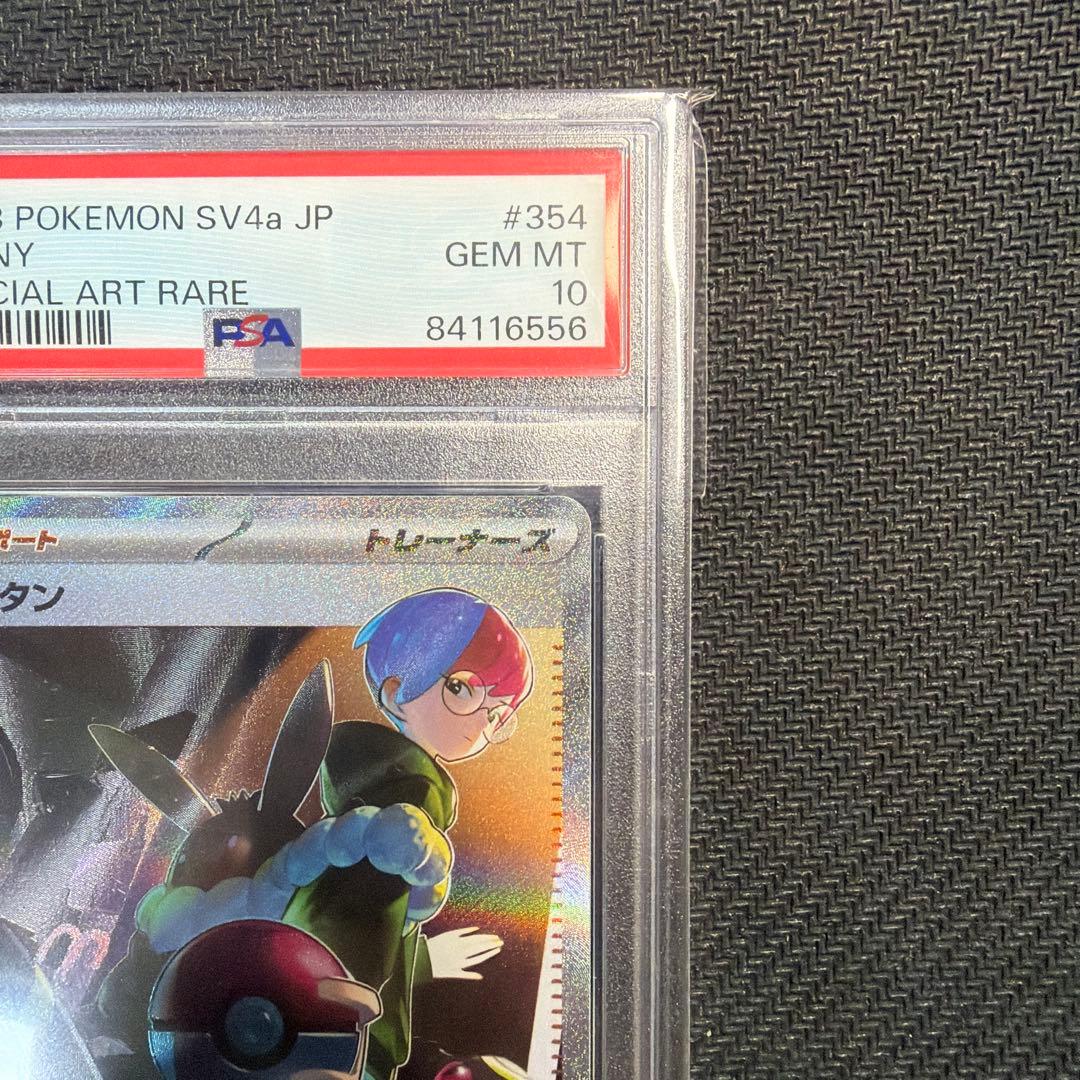 3 POKEMON SV4a JP #354
NY GEM MT
CIAL ART RARE 10
PSA 84116556
ポート トレーナーズ
タン